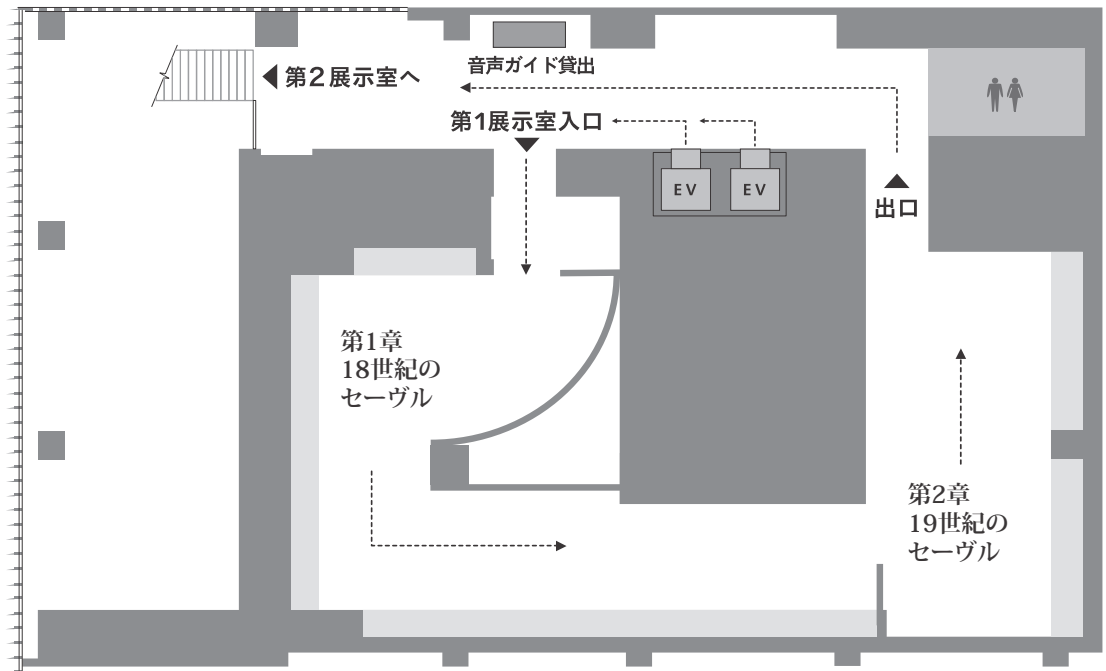 音声ガイド貸出
◀第2展示室へ
第1展示室入口
▼
EV
EV
▲
出口
第1章
18世紀の
セーヴル
第2章
19世紀の
セーヴル